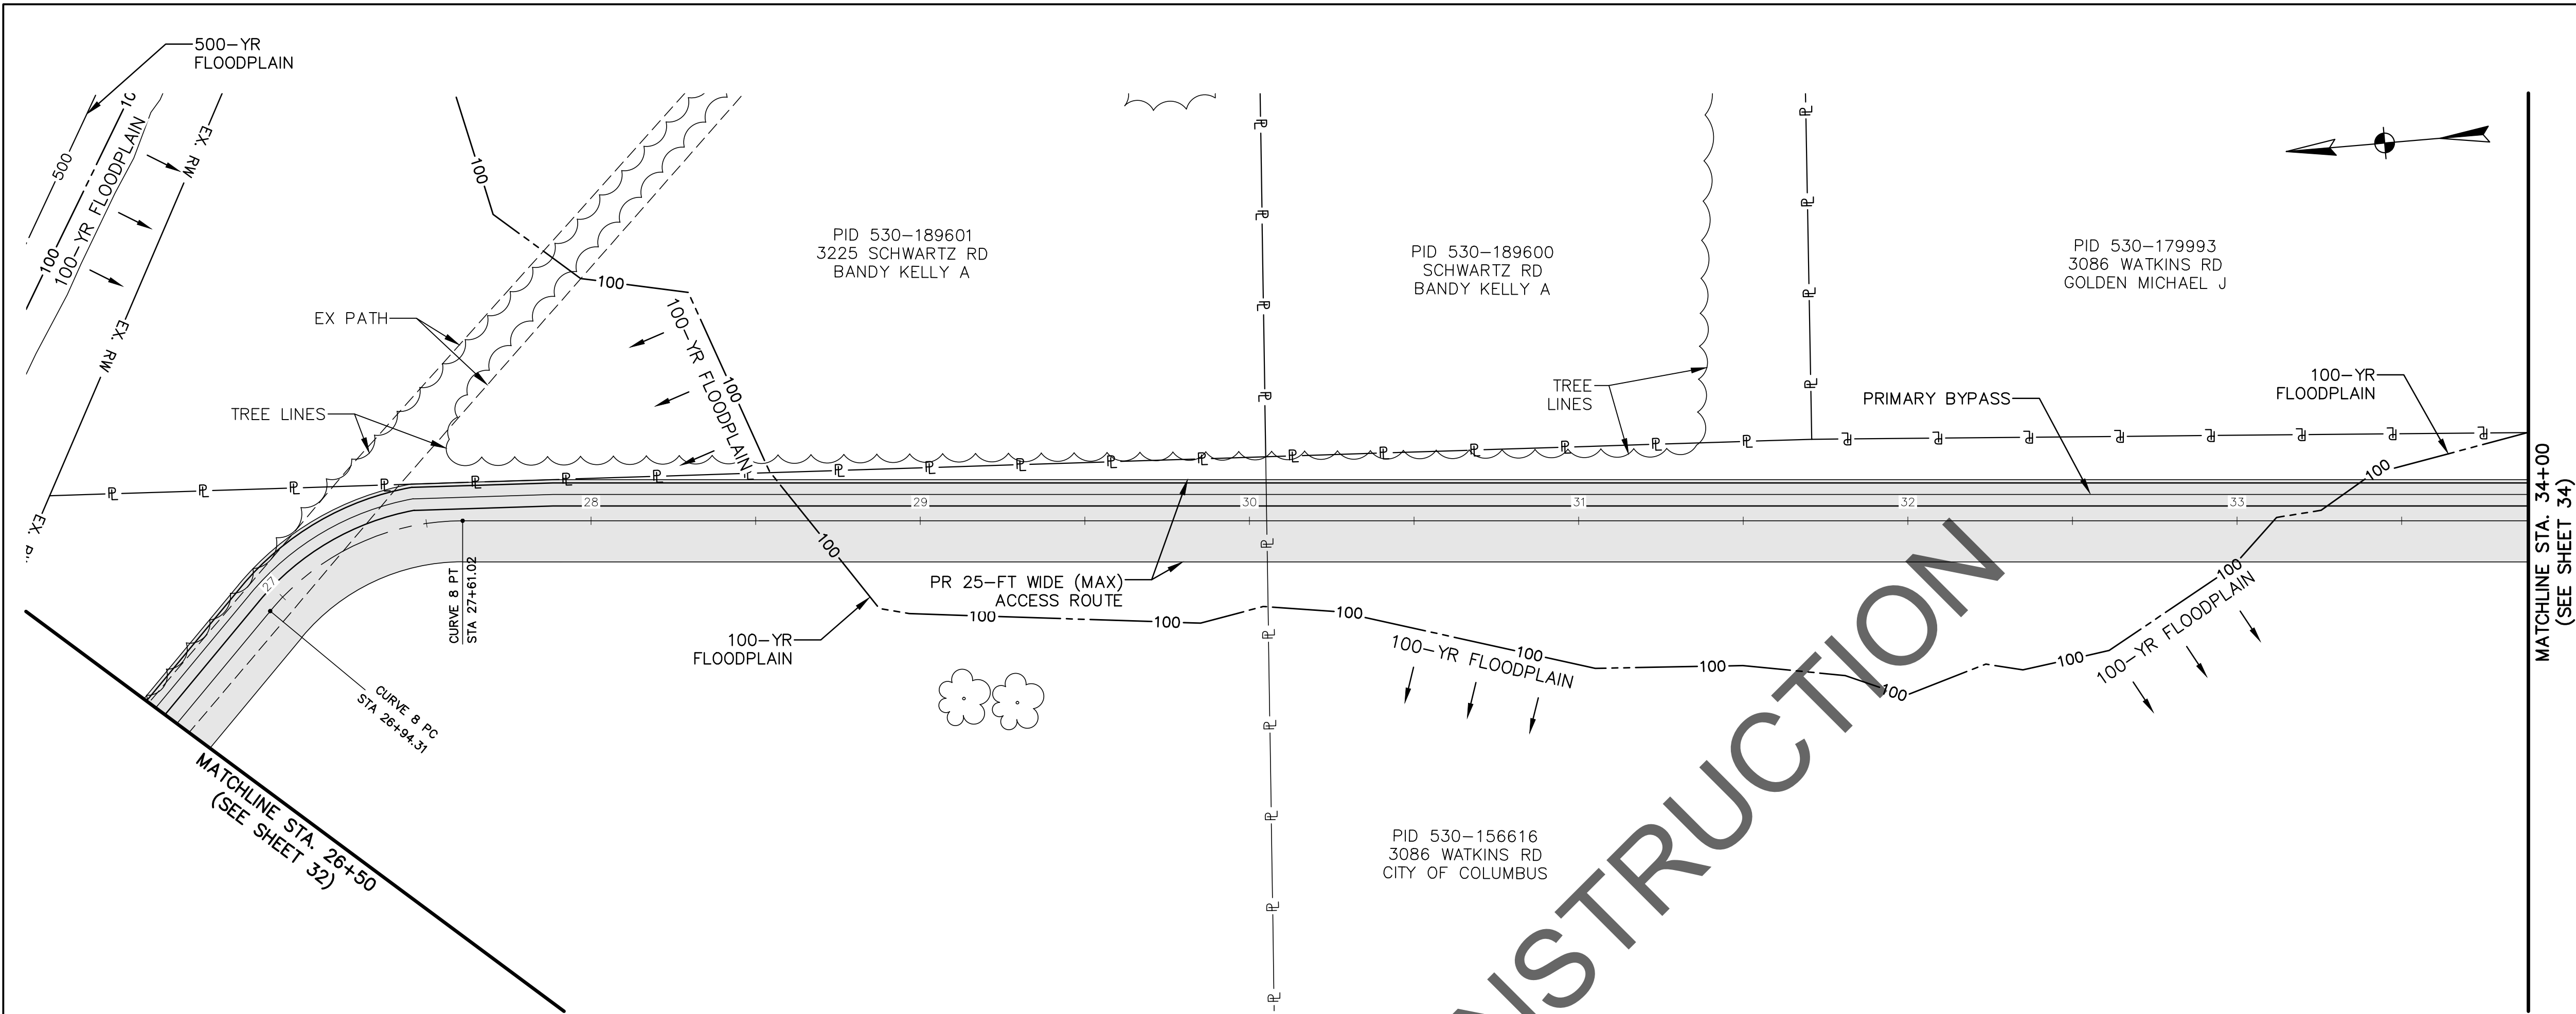 500-YR
FLOODPLAIN
500
10
100
100-YR FLOODPLAIN
EX. RW
EX. RW
EX. R
100
100
100-YR FLOODPLAIN
100
EX PATH
TREE LINES
PID 530-189601
3225 SCHWARTZ RD
BANDY KELLY A
PID 530-189600
SCHWARTZ RD
BANDY KELLY A
PID 530-179993
3086 WATKINS RD
GOLDEN MICHAEL J
TREE
LINES
PRIMARY BYPASS
100-YR
FLOODPLAIN
100
27
28
29
30
31
32
33
CURVE 8 PT
STA 27+61.02
CURVE 8 PC
STA 26+94.31
100
PR 25-FT WIDE (MAX)
ACCESS ROUTE
100-YR
FLOODPLAIN
100
100
100
100
100-YR FLOODPLAIN
100
100
100
100
100-YR FLOODPLAIN
MATCHLINE STA. 26+50
(SEE SHEET 32)
MATCHLINE STA. 34+00
(SEE SHEET 34)
PID 530-156616
3086 WATKINS RD
CITY OF COLUMBUS
NSTRUCTION